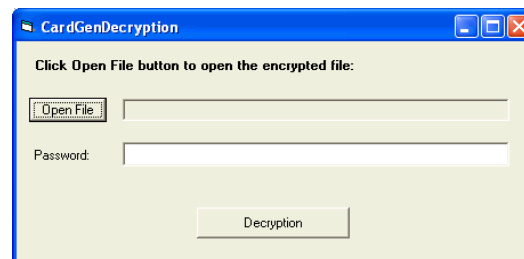 CardGenDecryption
Click Open File button to open the encrypted file:
Open File
Password:
Decryption